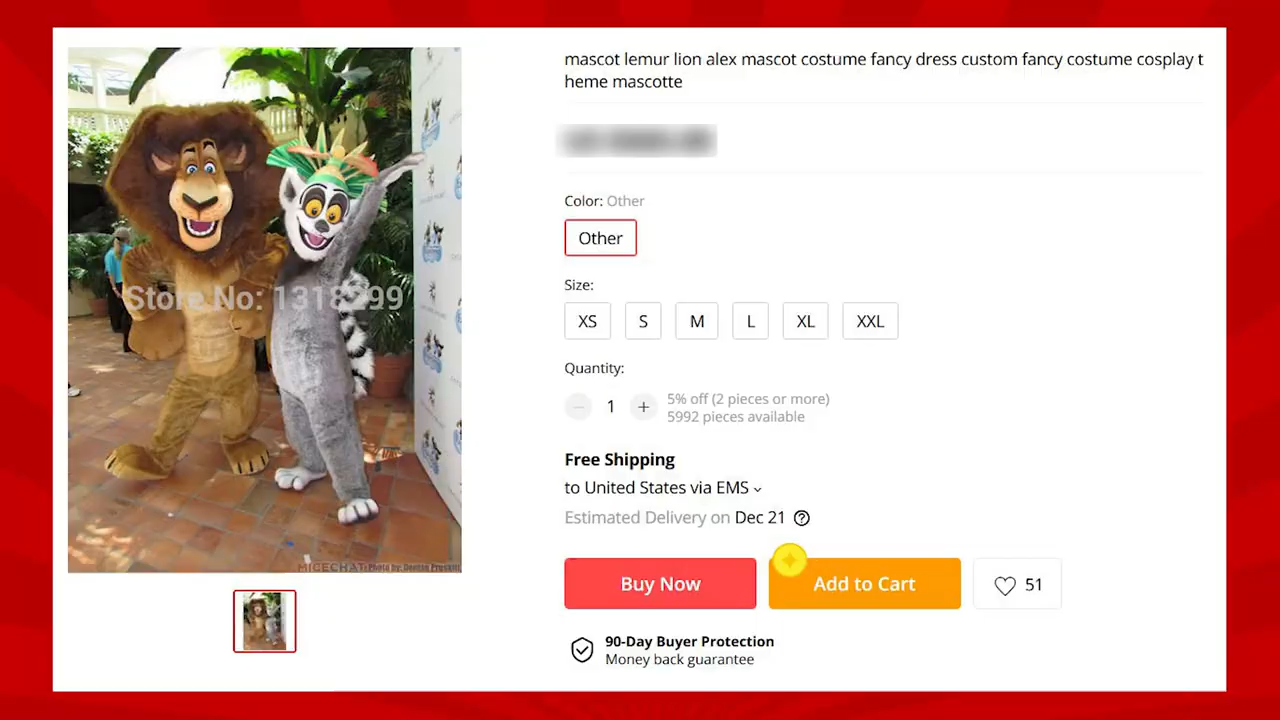 mascot lemur lion alex mascot costume fancy dress custom fancy costume cosplay t
heme mascotte
Color: Other
Other
Size:
XS S M L XL XXL
Quantity:
1 + 5% off (2 pieces or more)
5992 pieces available
Free Shipping
to United States via EMS
Estimated Delivery on Dec 21 ?
Buy Now Add to Cart 51
90-Day Buyer Protection
Money back guarantee
Store No: 1318299
MICECHAT